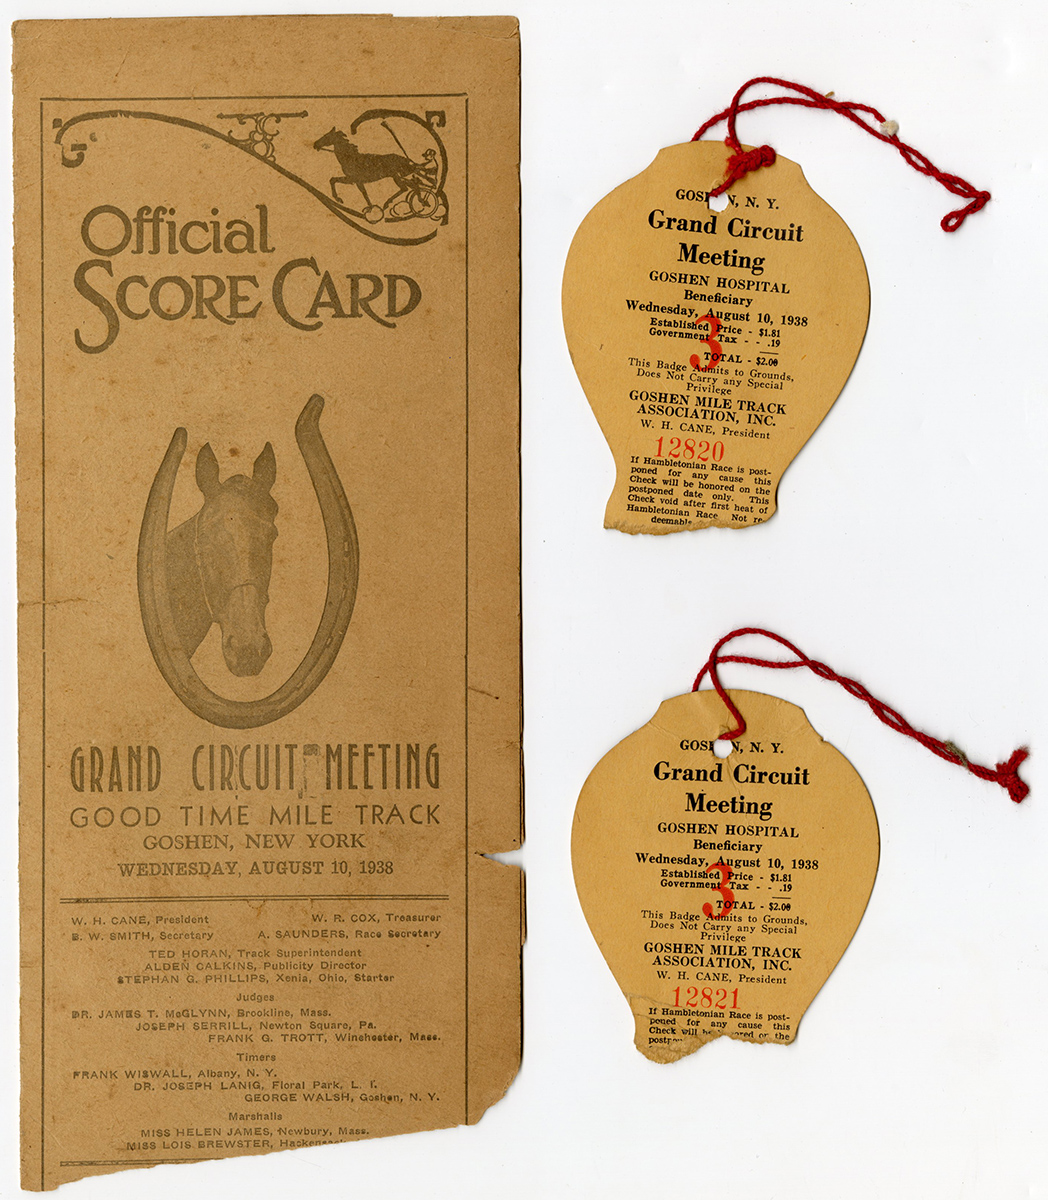 Official
SCORE CARD
GRAND CIRCUIT MEETING
GOOD TIME MILE TRACK
GOSHEN, NEW YORK
WEDNESDAY, AUGUST 10, 1938
W. H. CANE, President W. R. COX, Treasurer
E. W. SMITH, Secretary A. SAUNDERS, Race Secretary
TED HORAN, Track Superintendent
ALDEN CALKINS, Publicity Director
STEPHAN G. PHILLIPS, Xenia, Ohio, Starter
Judges
DR. JAMES T. McGLYNN, Brookline, Mass.
JOSEPH SERRILL, Newton Square, Pa.
FRANK G. TROTT, Winchester, Mass.
Timers
FRANK WISWALL, Albany, N. Y.
DR. JOSEPH LANIG, Floral Park, L. I.
GEORGE WALSH, Goshen, N. Y.
Marshalls
MISS HELEN JAMES, Newbury, Mass.
MISS LOIS BREWSTER,
GOSHEN, N. Y.
Grand Circuit
Meeting
GOSHEN HOSPITAL
Beneficiary
Wednesday, August 10, 1938
Established Price - $1.81
Government Tax - - .19
3
TOTAL - $2.00
This Badge Admits to Grounds,
Does Not Carry any Special
Privilege
GOSHEN MILE TRACK
ASSOCIATION, INC.
W. H. CANE, President
12820
If Hambletonian Race is post-
poned for any cause this
Check will be honored on the
postponed date only. This
Check void after first heat of
Hambletonian Race Not re
deemabl
GOSHEN, N. Y.
Grand Circuit
Meeting
GOSHEN HOSPITAL
Beneficiary
Wednesday, August 10, 1938
Established Price - $1.81
Government Tax - - .19
3
TOTAL - $2.00
This Badge Admits to Grounds,
Does Not Carry any Special
Privilege
GOSHEN MILE TRACK
ASSOCIATION, INC.
W. H. CANE, President
12821
If Hambletonian Race is post-
poned for any cause this
Check will be honored on the
postpon